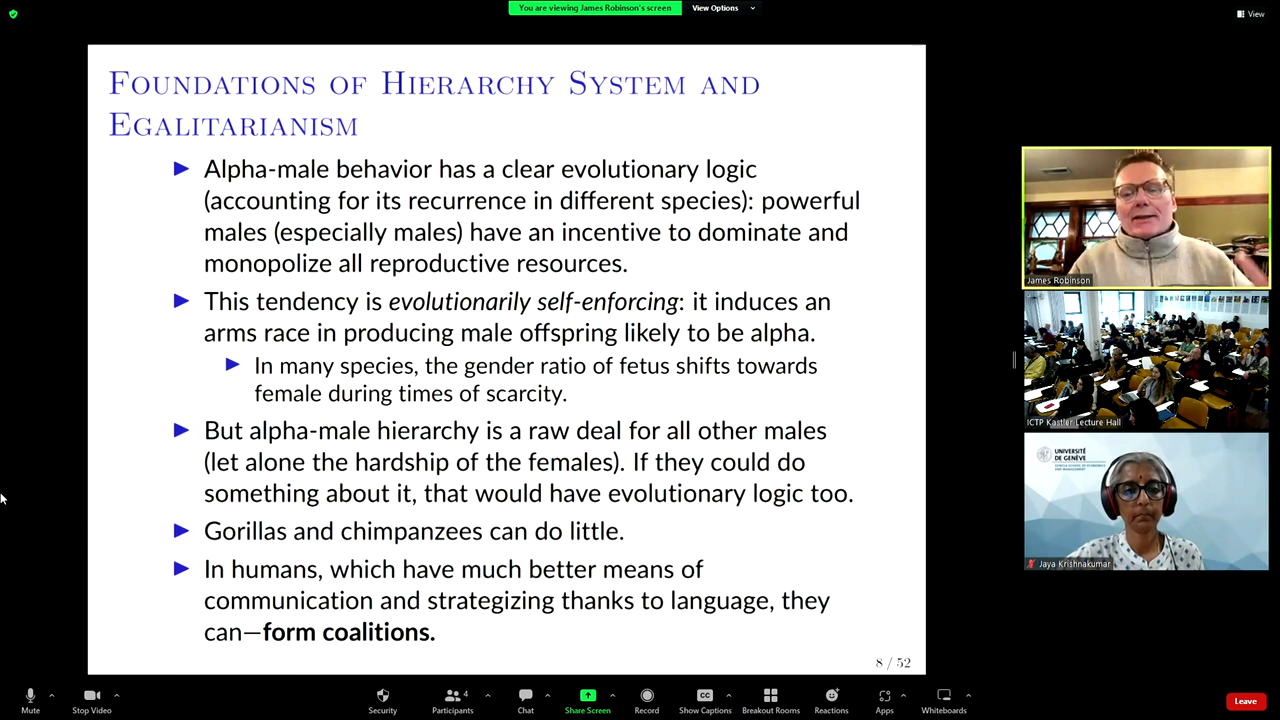 You are viewing James Robinson's screen
View Options
View
FOUNDATIONS OF HIERARCHY SYSTEM AND
EGALITARIANISM
Alpha-male behavior has a clear evolutionary logic
(accounting for its recurrence in different species): powerful
males (especially males) have an incentive to dominate and
monopolize all reproductive resources.
This tendency is evolutionarily self-enforcing: it induces an
arms race in producing male offspring likely to be alpha.
In many species, the gender ratio of fetus shifts towards
female during times of scarcity.
But alpha-male hierarchy is a raw deal for all other males
(let alone the hardship of the females). If they could do
something about it, that would have evolutionary logic too.
Gorillas and chimpanzees can do little.
In humans, which have much better means of
communication and strategizing thanks to language, they
can—form coalitions.
8 / 52
James Robinson
ICTP Kastler Lecture Hall
UNIVERSITÉ
DE GENÈVE
Jaya Krishnakumar
Mute
Stop Video
Security
Participants
4
Chat
Share Screen
Record
Show Captions
Breakout Rooms
Reactions
Apps
Whiteboards
Leave